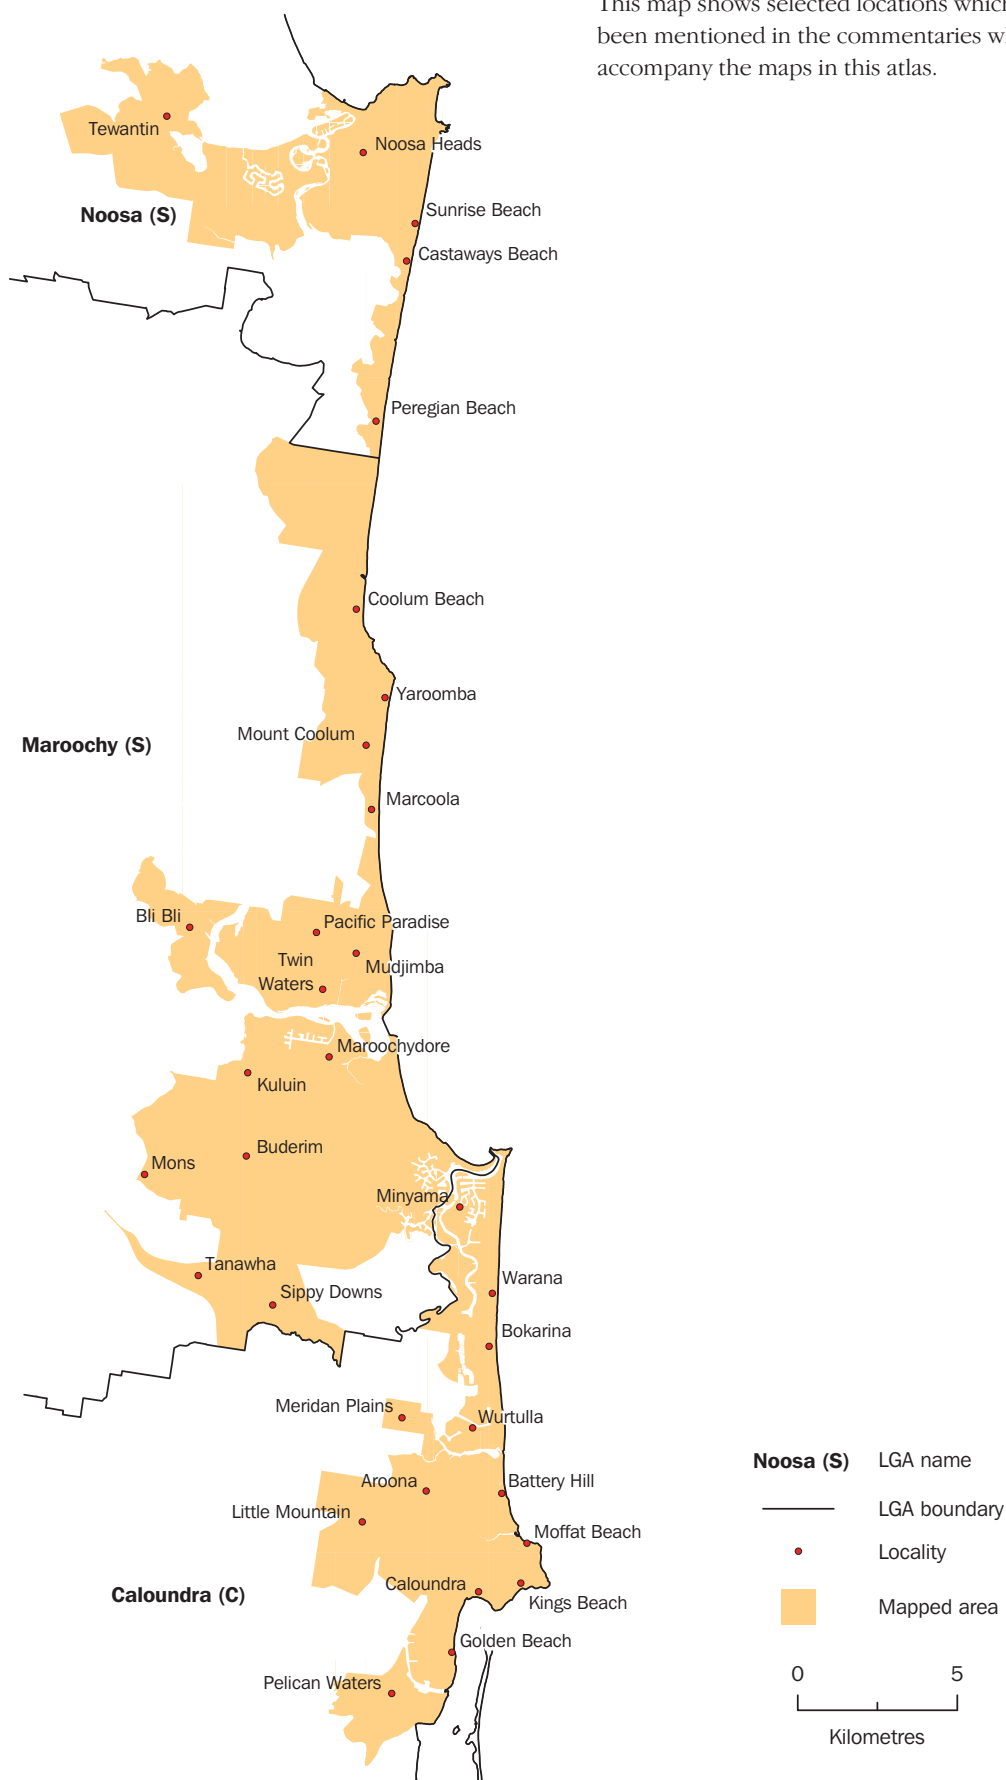 This map shows selected locations which
been mentioned in the commentaries
accompany the maps in this atlas.
Tewantin
Noosa Heads
Noosa (S)
Sunrise Beach
Castaways Beach
Peregian Beach
Coolum Beach
Yaroomba
Mount Coolum
Maroochy (S)
Marcoola
Bli Bli
Pacific Paradise
Twin
Waters
Mudjimba
Maroochydore
Kuluin
Buderim
Mons
Minyama
Tanawha
Sippy Downs
Warana
Bokarina
Meridan Plains
Wurtulla
Aroona
Battery Hill
Little Mountain
Moffat Beach
Caloundra (C)
Caloundra
Kings Beach
Golden Beach
Pelican Waters
Noosa (S) LGA name
LGA boundary
Locality
Mapped area
0 5
Kilometres